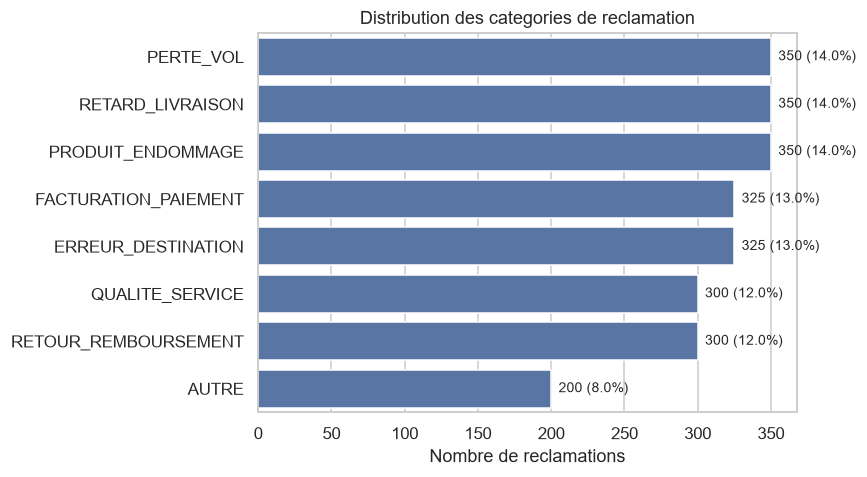 Distribution des categories de reclamation
PERTE_VOL 350 (14.0%)
RETARD_LIVRAISON 350 (14.0%)
PRODUIT_ENDOMMAGE 350 (14.0%)
FACTURATION_PAIEMENT 325 (13.0%)
ERREUR_DESTINATION 325 (13.0%)
QUALITE_SERVICE 300 (12.0%)
RETOUR_REMBOURSEMENT 300 (12.0%)
AUTRE 200 (8.0%)
0 50 100 150 200 250 300 350
Nombre de reclamations